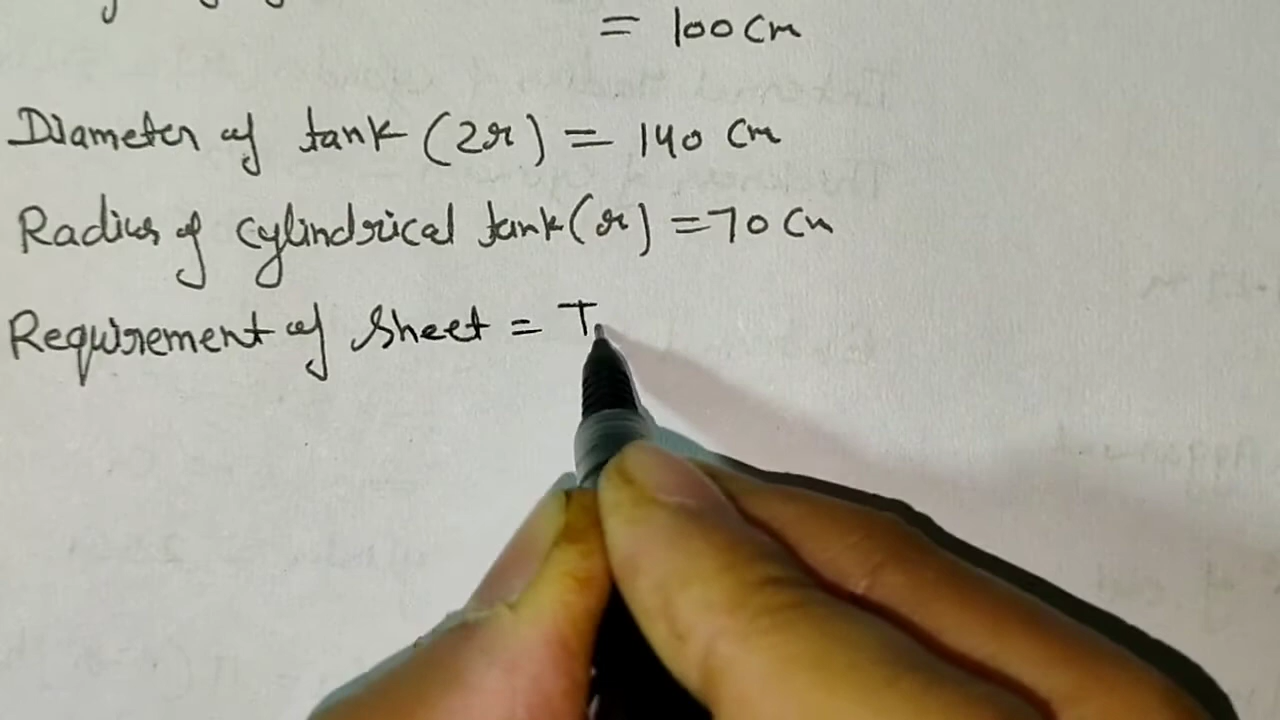 = 100 cm
Diameter of tank (2r) = 140 cm
Radius of cylindrical tank (r) = 70 cm
Requirement of sheet = T